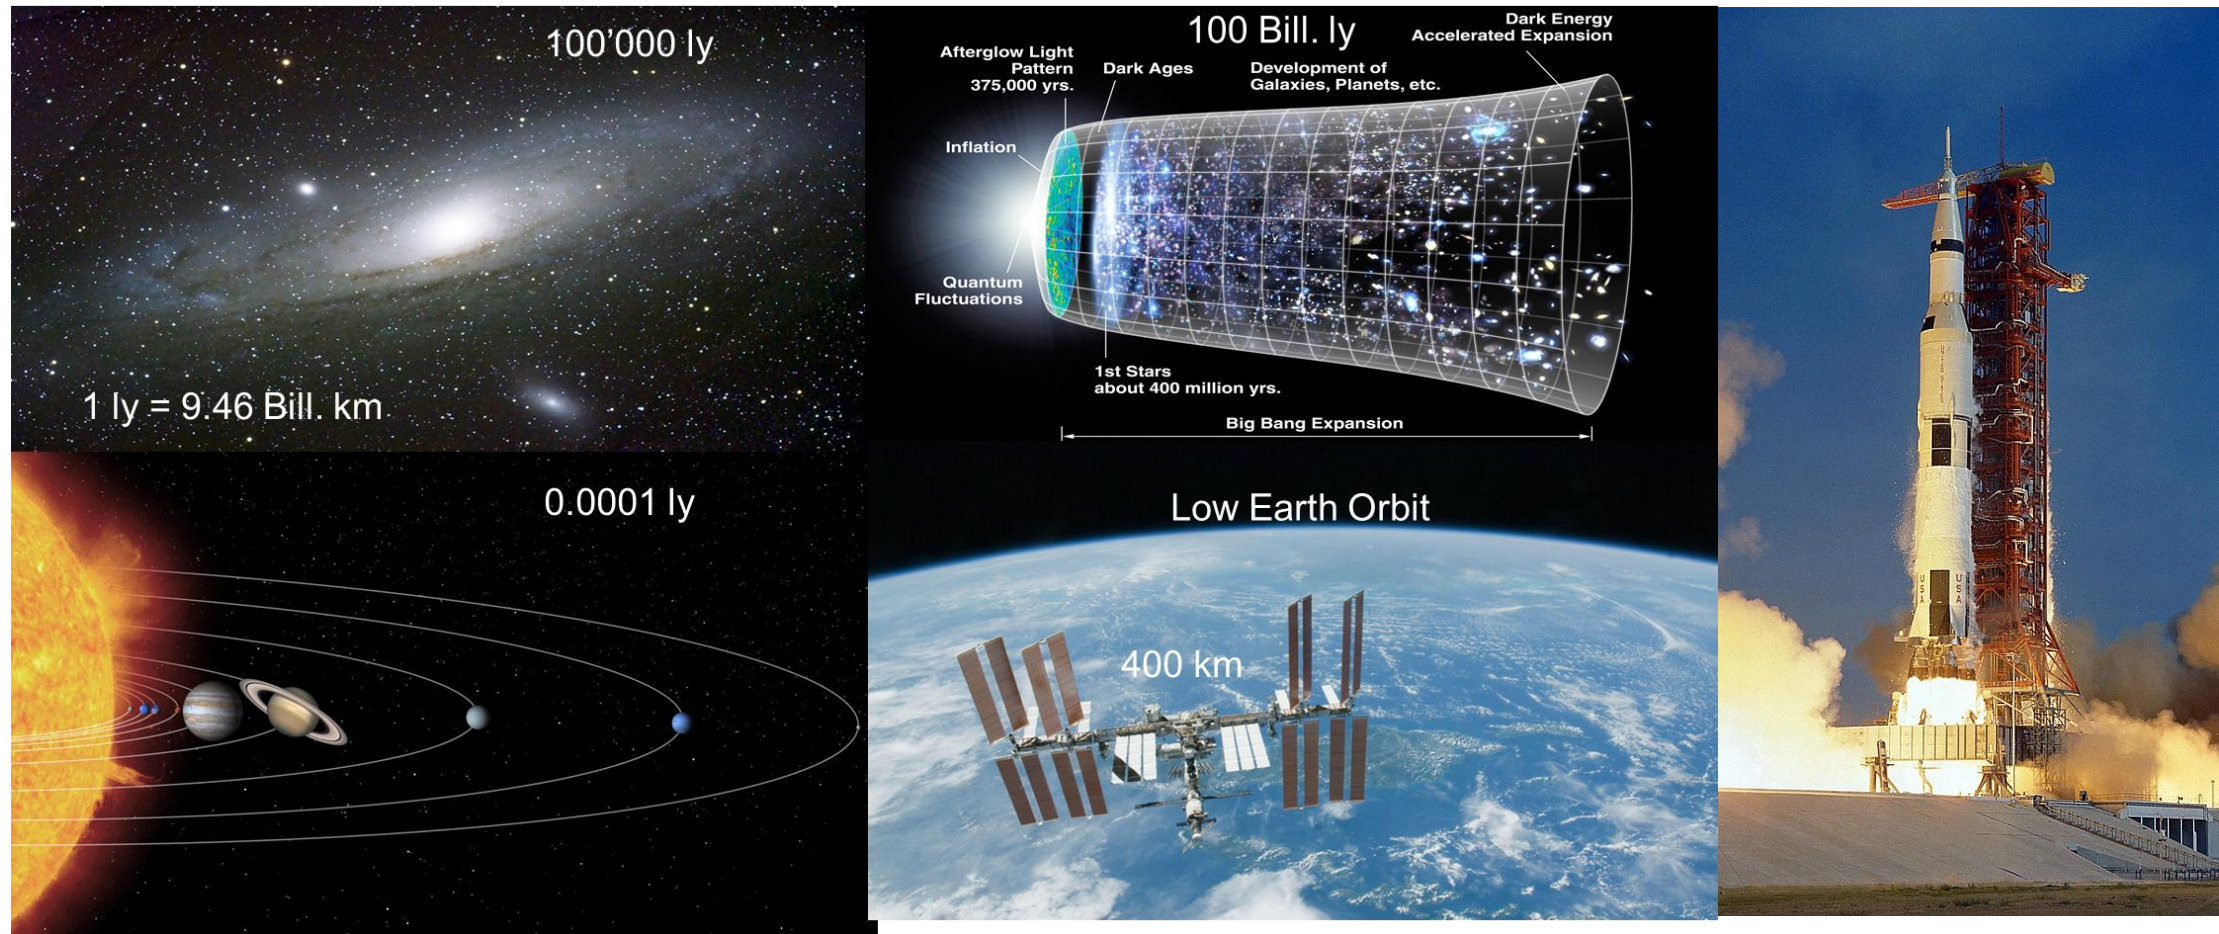 100’000 ly
1 ly = 9.46 Bill. km
100 Bill. ly
Dark Energy
Accelerated Expansion
Afterglow Light
Pattern
375,000 yrs.
Dark Ages
Development of
Galaxies, Planets, etc.
Inflation
Quantum
Fluctuations
1st Stars
about 400 million yrs.
Big Bang Expansion
0.0001 ly
Low Earth Orbit
400 km
USA
USA